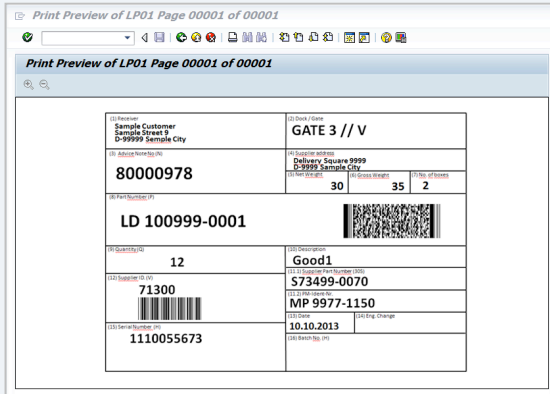 Print Preview of LP01 Page 00001 of 00001
Print Preview of LP01 Page 00001 of 00001
(1) Receiver
Sample Customer
Sample Street 9
D-99999 Semple City
(2) Dock / Gate
GATE 3 // V
(3) Advice Note No (N)
80000978
(4) Supplier address
Delivery Square 9999
D-9999 Sample City
(5) Net Weight
30
(6) Gross Weight
35
(7) No. of boxes
2
(8) Part Number (P)
LD 100999-0001
(9) Quantity (Q)
12
(10) Description
Good1
(11.1) Supplier Part Number (30S)
S73499-0070
(12) Supplier ID. (V)
71300
(11.2) PM-Ident-Nr.
MP 9977-1150
(13) Date
10.10.2013
(14) Eng. Change
(15) Serial Number (H)
1110055673
(16) Batch No. (H)